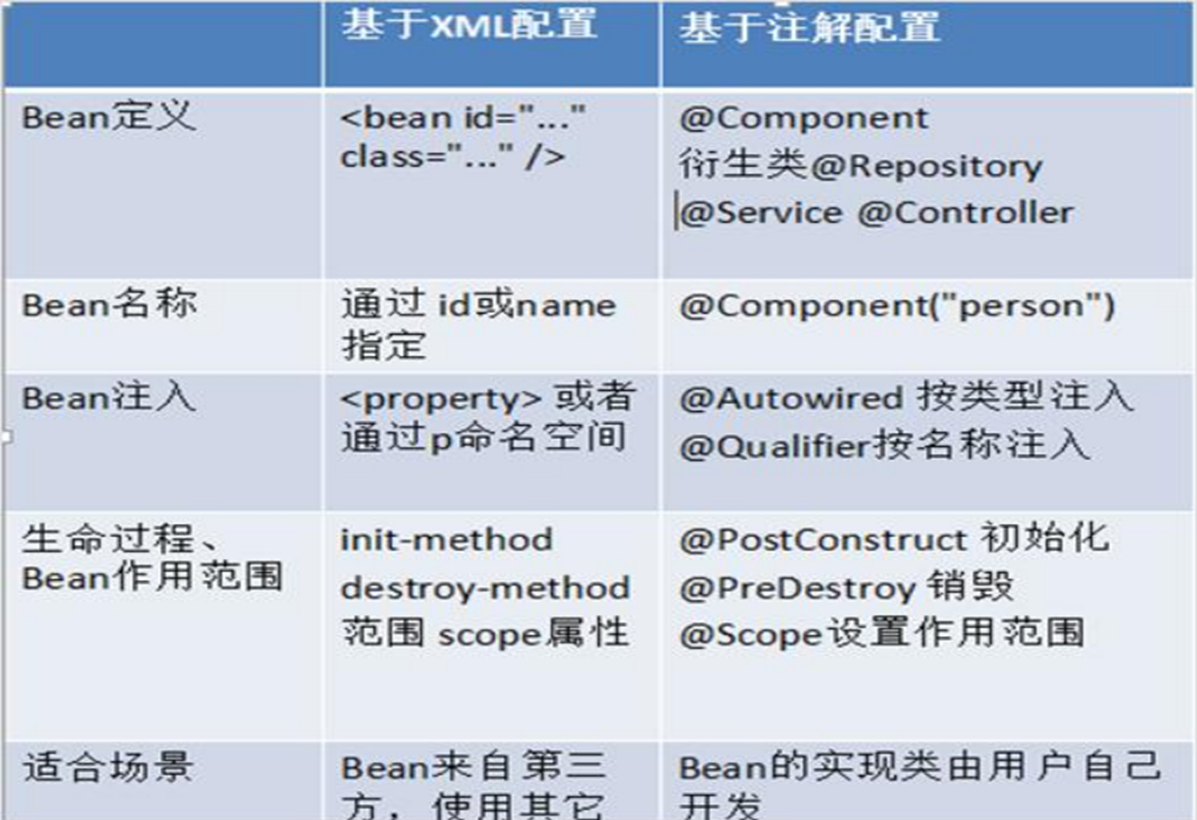 基于XML配置
基于注解配置
Bean定义
<bean id="..."
class="..." />
@Component
衍生类@Repository
@Service @Controller
Bean名称
通过 id或name
指定
@Component("person")
Bean注入
<property> 或者
通过p命名空间
@Autowired 按类型注入
@Qualifier按名称注入
生命过程、
Bean作用范围
init-method
destroy-method
范围 scope属性
@PostConstruct 初始化
@PreDestroy 销毁
@Scope设置作用范围
适合场景
Bean来自第三
方，使用其它
Bean的实现类由用户自己
开发